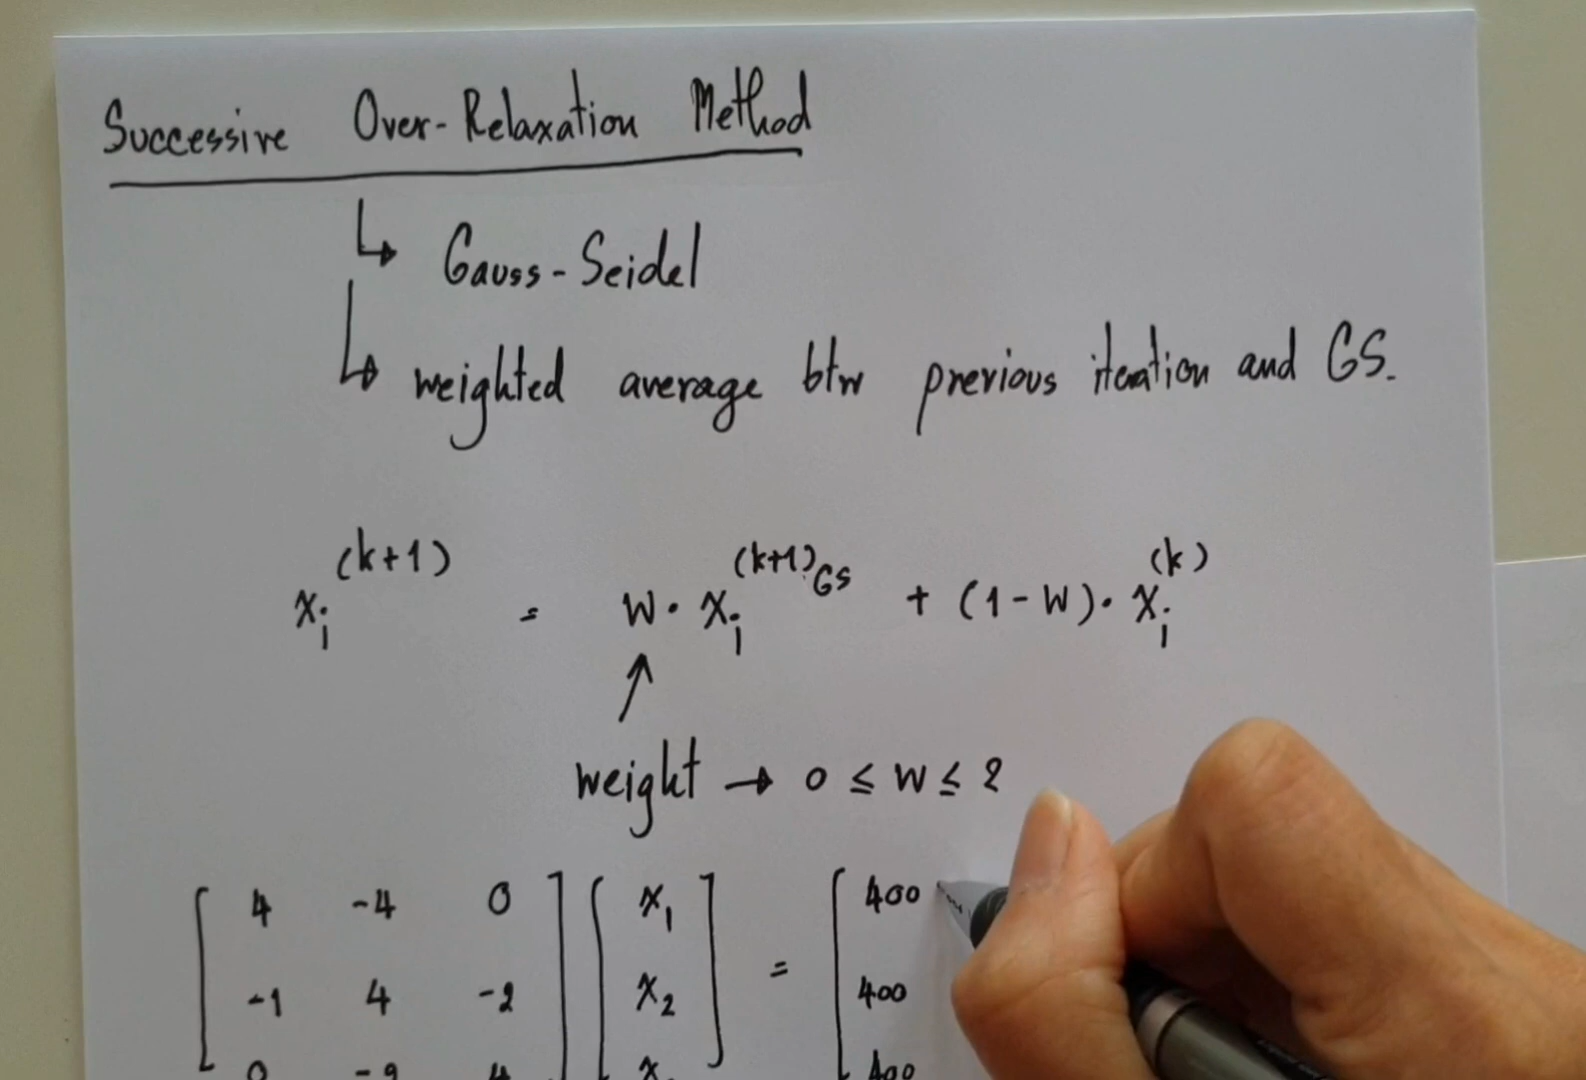 Successive Over-Relaxation Method
↳ Gauss-Seidel
↳ weighted average btw previous iteration and GS.
x_i^(k+1) = w · x_i^(k+1)GS + (1 - w) · x_i^(k)
↑
weight → 0 ≤ w ≤ 2
[ 4 -4 0 ] [ x₁ ] = [ 400
[ -1 4 -2 ] [ x₂ ] [ 400